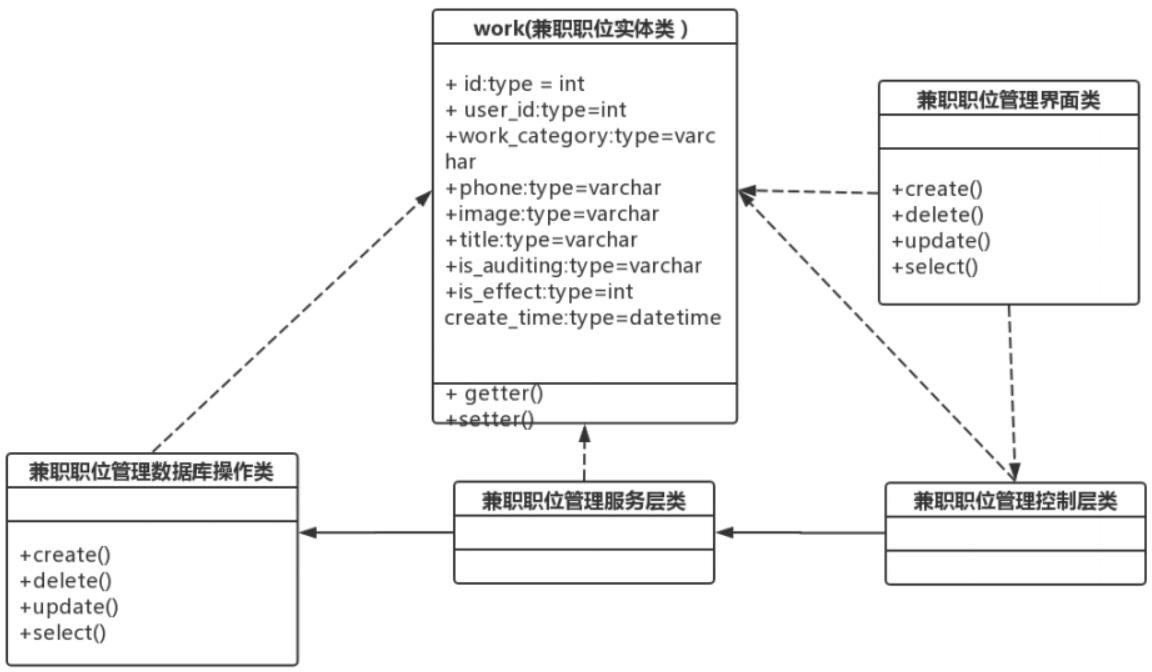 work(兼职职位实体类 )
+ id:type = int
+ user_id:type=int
+work_category:type=varc
har
+phone:type=varchar
+image:type=varchar
+title:type=varchar
+is_auditing:type=varchar
+is_effect:type=int
create_time:type=datetime
+ getter()
+setter()
兼职职位管理界面类
+create()
+delete()
+update()
+select()
兼职职位管理数据库操作类
+create()
+delete()
+update()
+select()
兼职职位管理服务层类
兼职职位管理控制层类